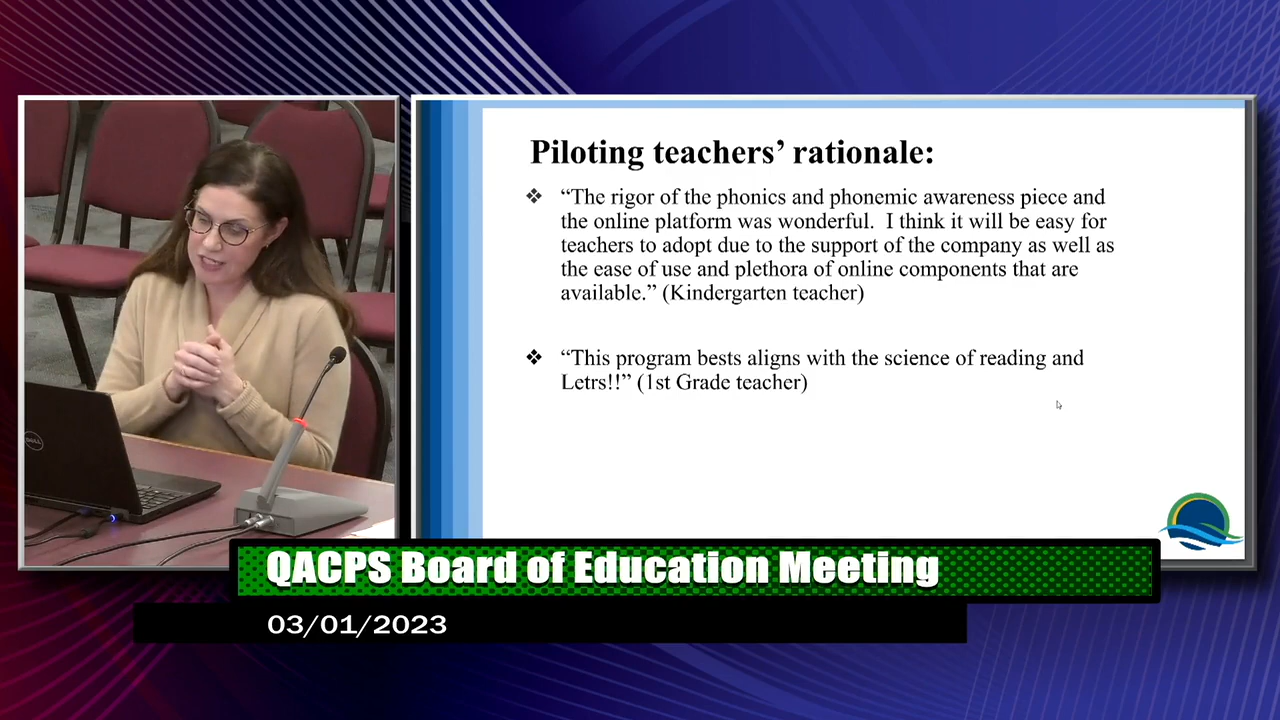 Piloting teachers’ rationale:
❖ “The rigor of the phonics and phonemic awareness piece and
the online platform was wonderful.  I think it will be easy for
teachers to adopt due to the support of the company as well as
the ease of use and plethora of online components that are
available.” (Kindergarten teacher)
❖ “This program bests aligns with the science of reading and
Letrs!!” (1st Grade teacher)
DELL
QACPS Board of Education Meeting
03/01/2023